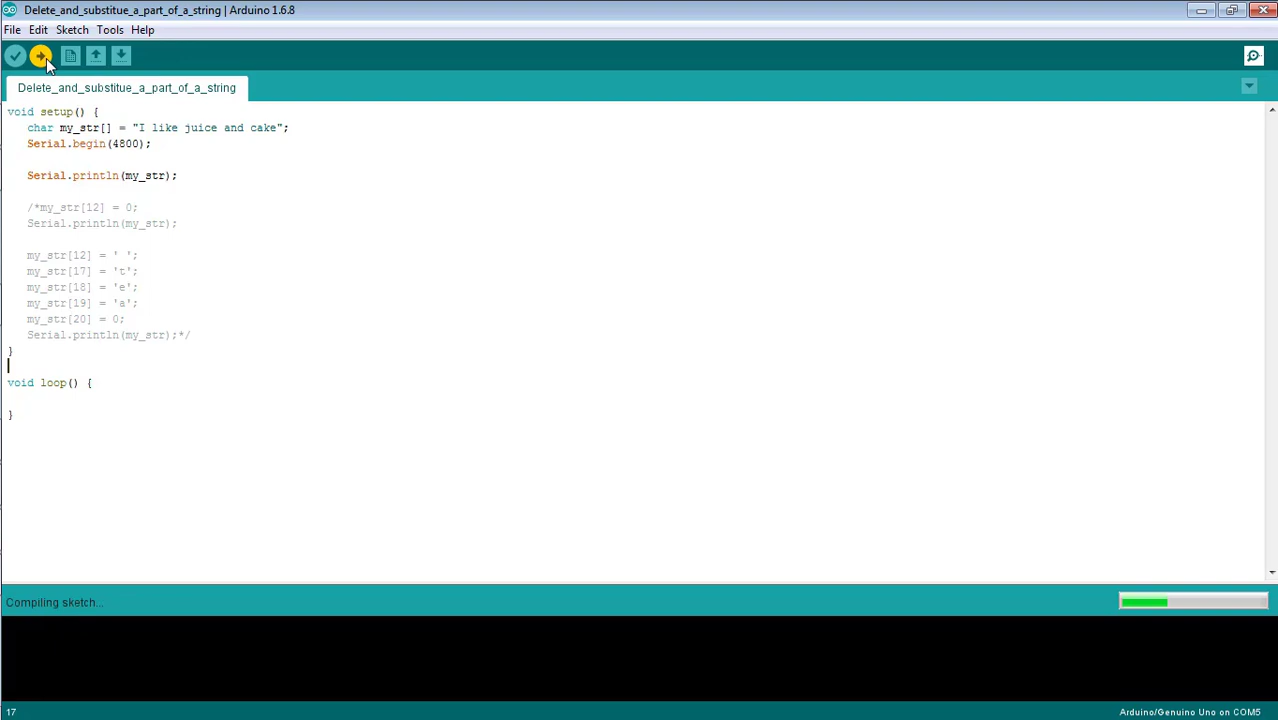 Delete_and_substitue_a_part_of_a_string | Arduino 1.6.8
File Edit Sketch Tools Help
Delete_and_substitue_a_part_of_a_string
void setup() {
char my_str[] = "I like juice and cake";
Serial.begin(4800);
Serial.println(my_str);
/*my_str[12] = 0;
Serial.println(my_str);
my_str[12] = ' ';
my_str[17] = 't';
my_str[18] = 'e';
my_str[19] = 'a';
my_str[20] = 0;
Serial.println(my_str);*/
}
void loop() {
}
Compiling sketch...
17 Arduino/Genuino Uno on COM5